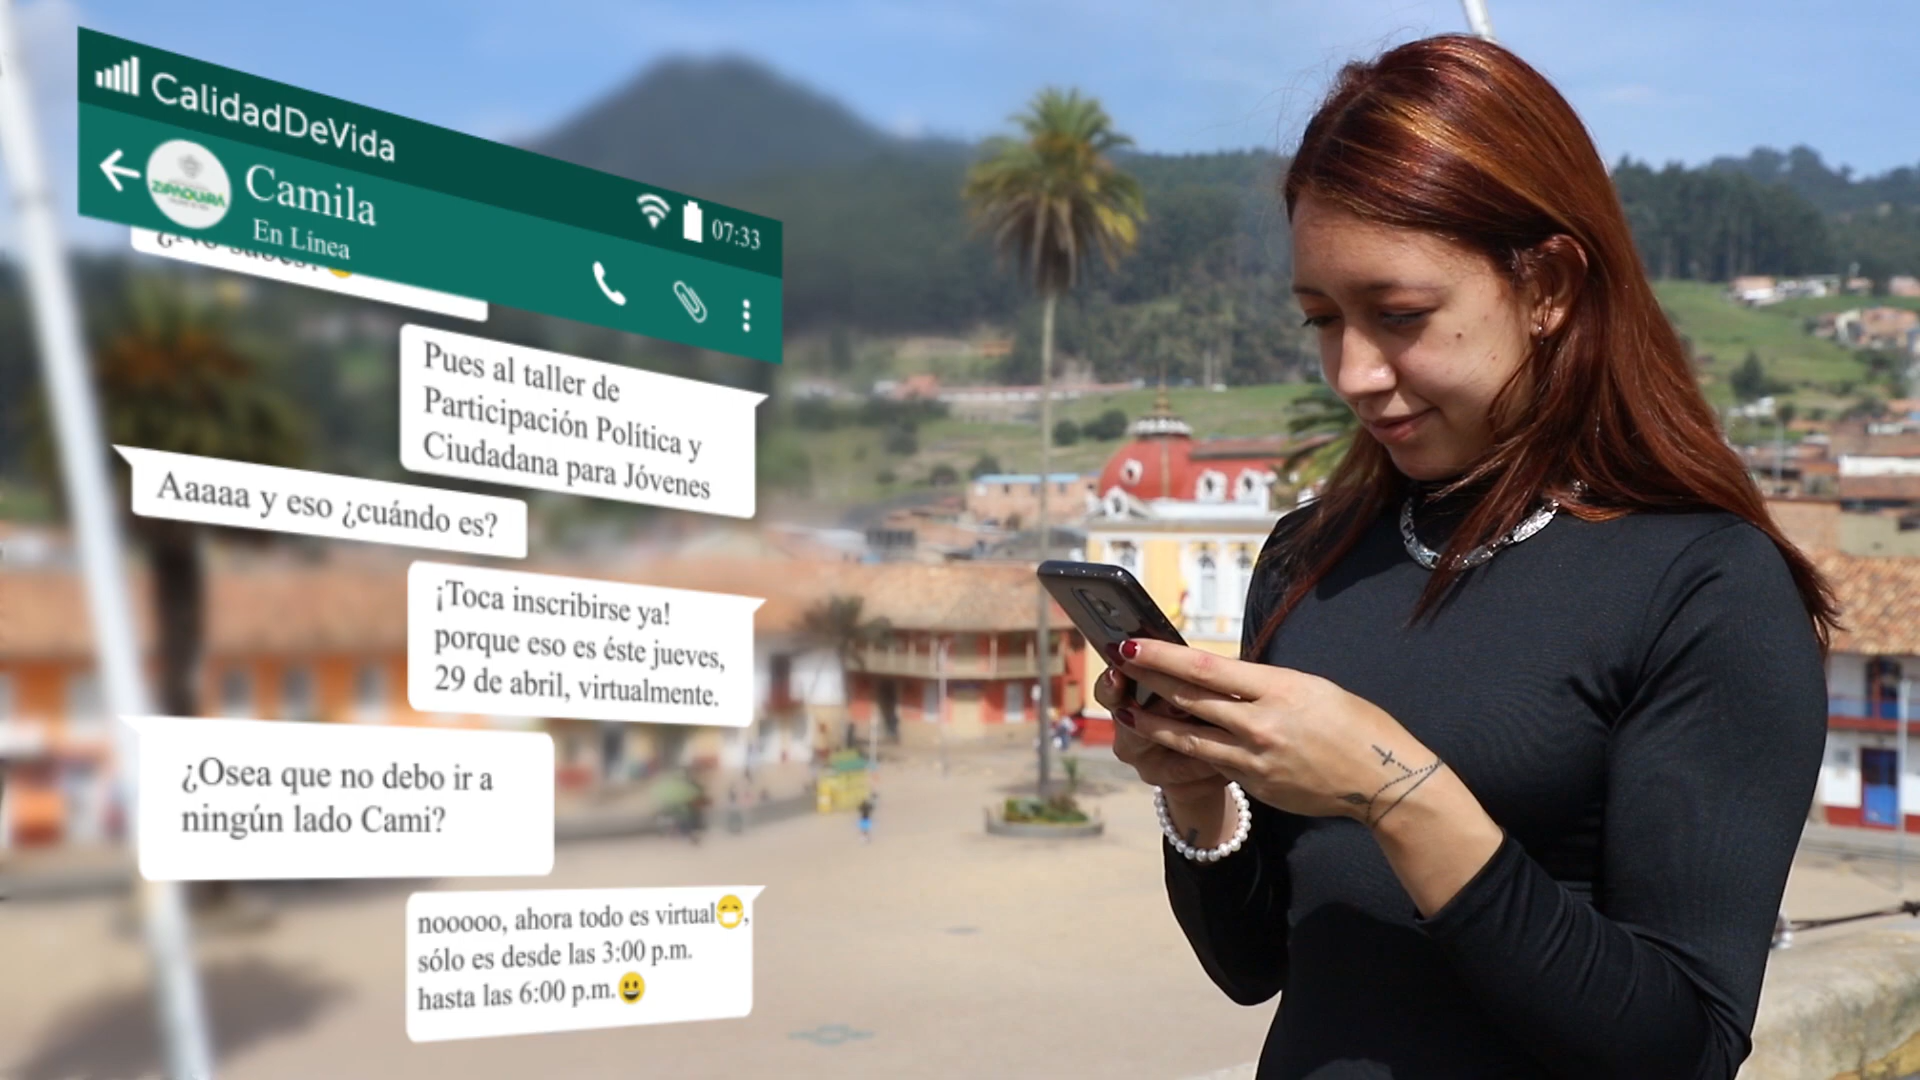 CalidadDeVida
07:33
ZIPAQUIRÁ
Camila
En Línea
Pues al taller de
Participación Política y
Ciudadana para Jóvenes
Aaaaa y eso ¿cuándo es?
¡Toca inscribirse ya!
porque eso es éste jueves,
29 de abril, virtualmente.
¿Osea que no debo ir a
ningún lado Cami?
nooooo, ahora todo es virtual😷,
sólo es desde las 3:00 p.m.
hasta las 6:00 p.m.😃